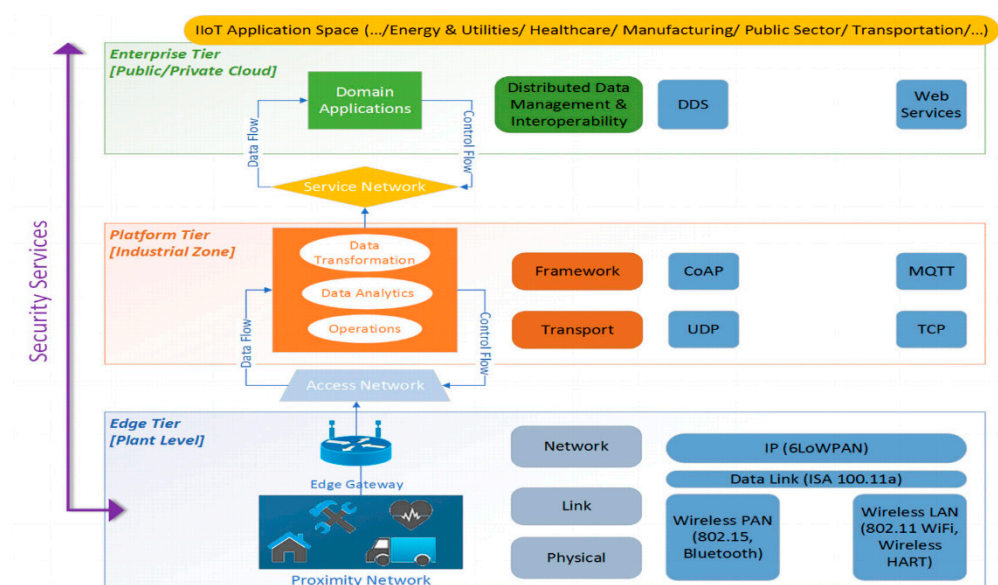 IIoT Application Space (.../Energy & Utilities/ Healthcare/ Manufacturing/ Public Sector/ Transportation/...)
Enterprise Tier
[Public/Private Cloud]
Domain
Applications
Distributed Data
Management &
Interoperability
DDS
Web
Services
Data Flow
Control Flow
Service Network
Security Services
Platform Tier
[Industrial Zone]
Data
Transformation
Data Analytics
Operations
Framework
CoAP
MQTT
Transport
UDP
TCP
Data Flow
Control Flow
Access Network
Edge Tier
[Plant Level]
Edge Gateway
Proximity Network
Network
IP (6LoWPAN)
Data Link (ISA 100.11a)
Link
Physical
Wireless PAN
(802.15,
Bluetooth)
Wireless LAN
(802.11 WiFi,
Wireless
HART)